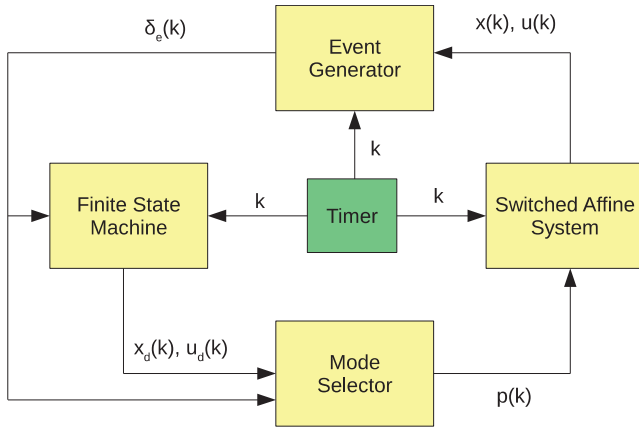 δe(k)
Event
Generator
x(k), u(k)
k
Finite State
Machine
k
Timer
k
Switched Affine
System
xd(k), ud(k)
Mode
Selector
p(k)